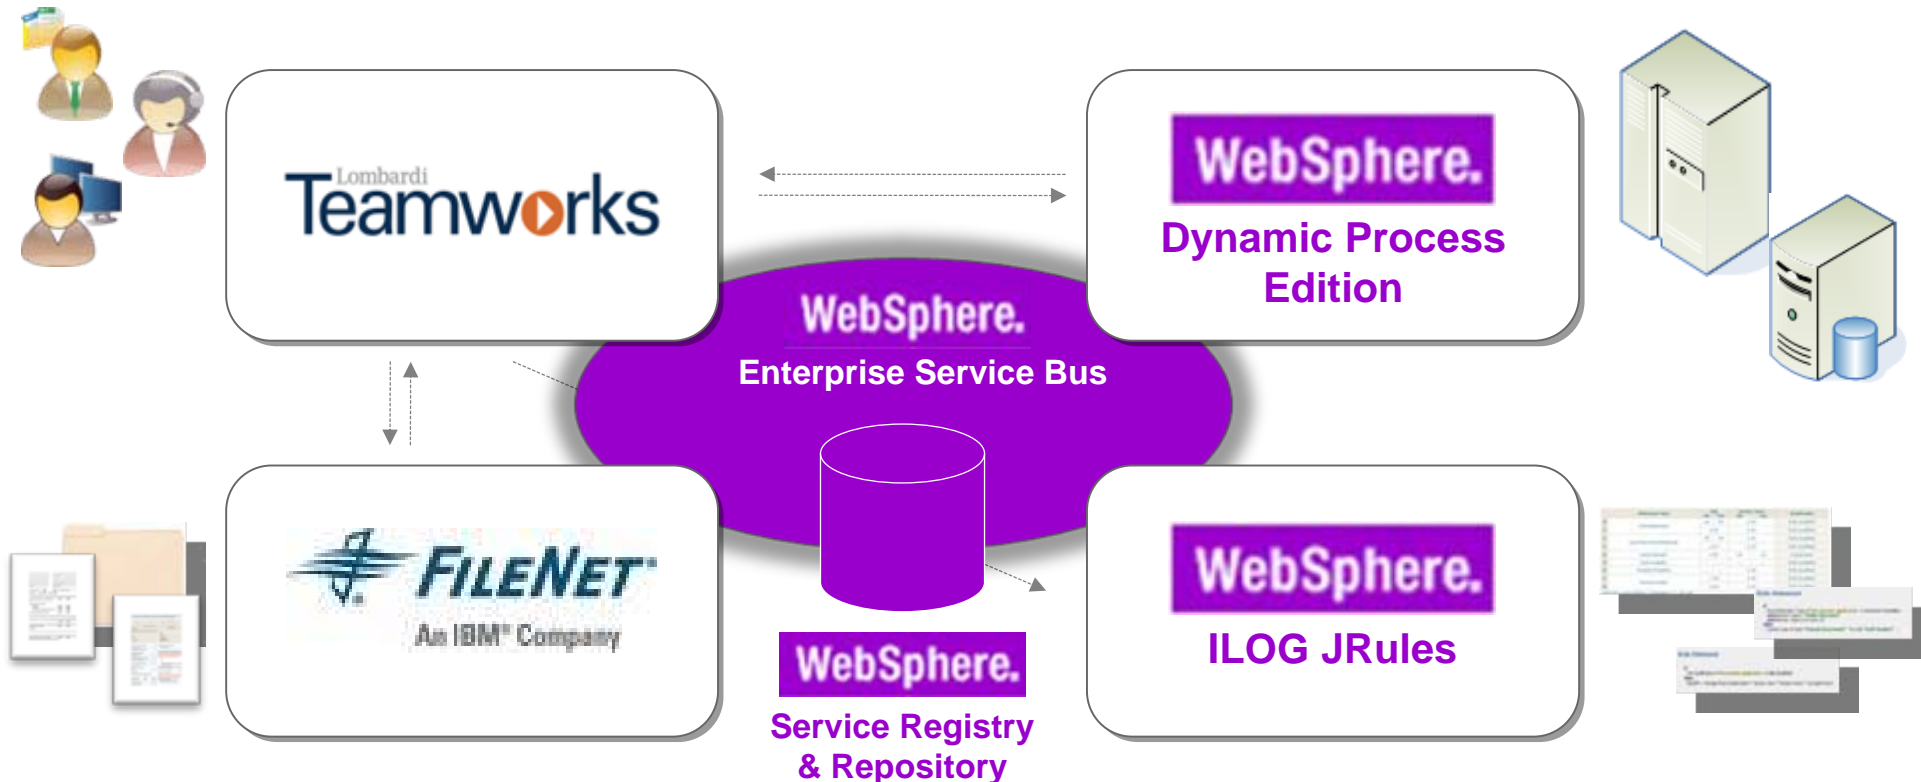 Lombardi
Teamworks
WebSphere.
Dynamic Process
Edition
WebSphere.
Enterprise Service Bus
FILENET
An IBM® Company
WebSphere.
Service Registry
& Repository
WebSphere.
ILOG JRules